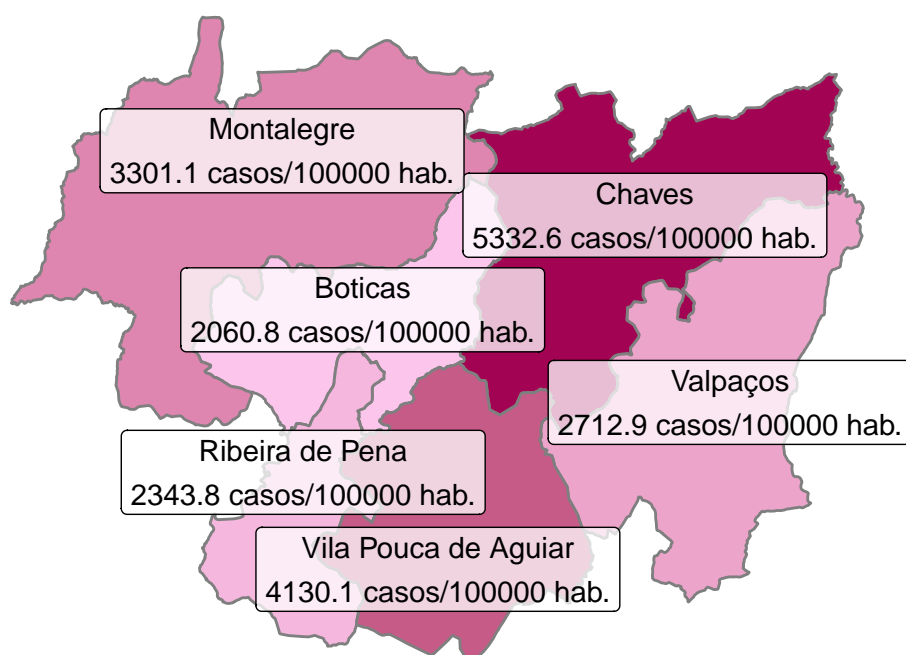 Montalegre
3301.1 casos/100000 hab.
Chaves
5332.6 casos/100000 hab.
Boticas
2060.8 casos/100000 hab.
Valpaços
2712.9 casos/100000 hab.
Ribeira de Pena
2343.8 casos/100000 hab.
Vila Pouca de Aguiar
4130.1 casos/100000 hab.